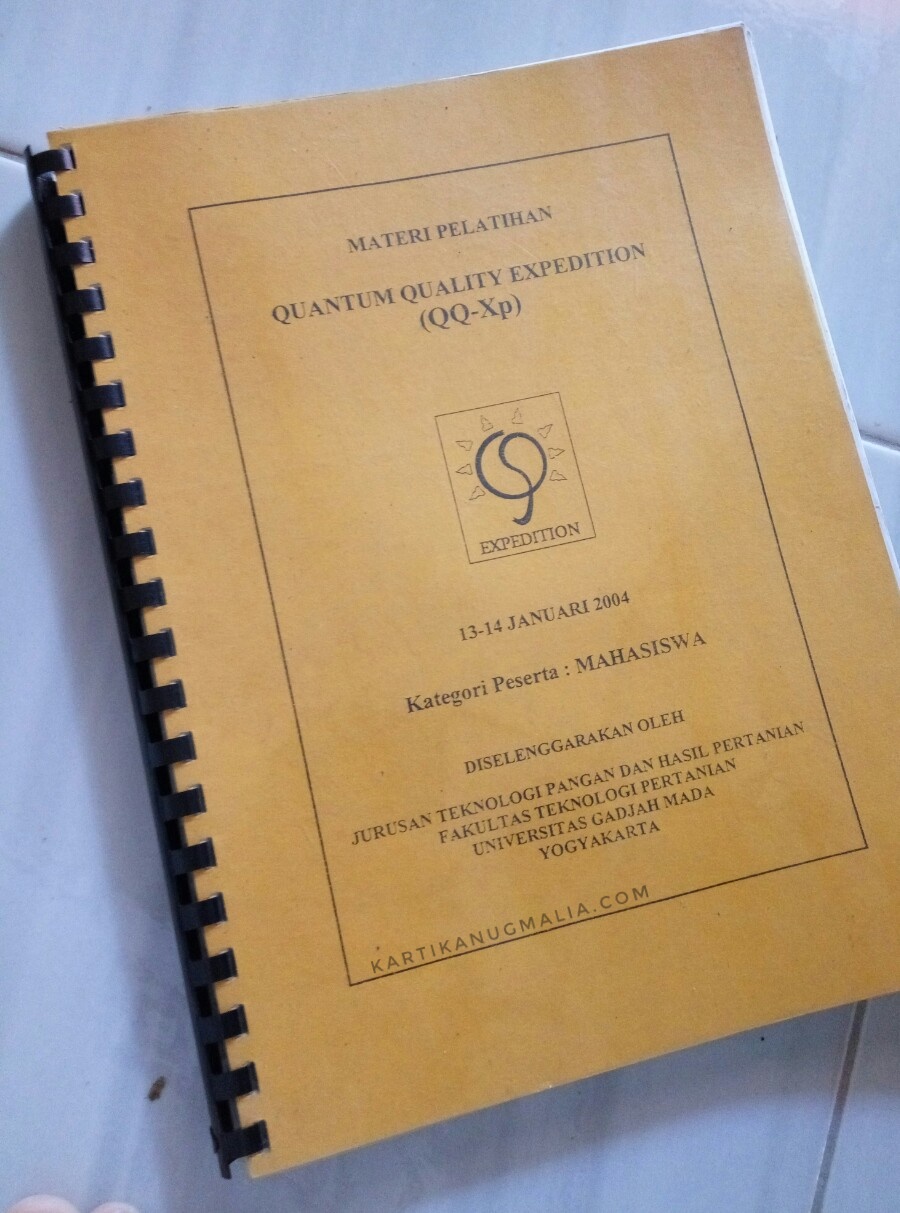 MATERI PELATIHAN
QUANTUM QUALITY EXPEDITION
(QQ-Xp)
EXPEDITION
13-14 JANUARI 2004
Kategori Peserta : MAHASISWA
DISELENGGARAKAN OLEH
JURUSAN TEKNOLOGI PANGAN DAN HASIL PERTANIAN
FAKULTAS TEKNOLOGI PERTANIAN
UNIVERSITAS GADJAH MADA
YOGYAKARTA
KARTIKANUGMALIA.COM